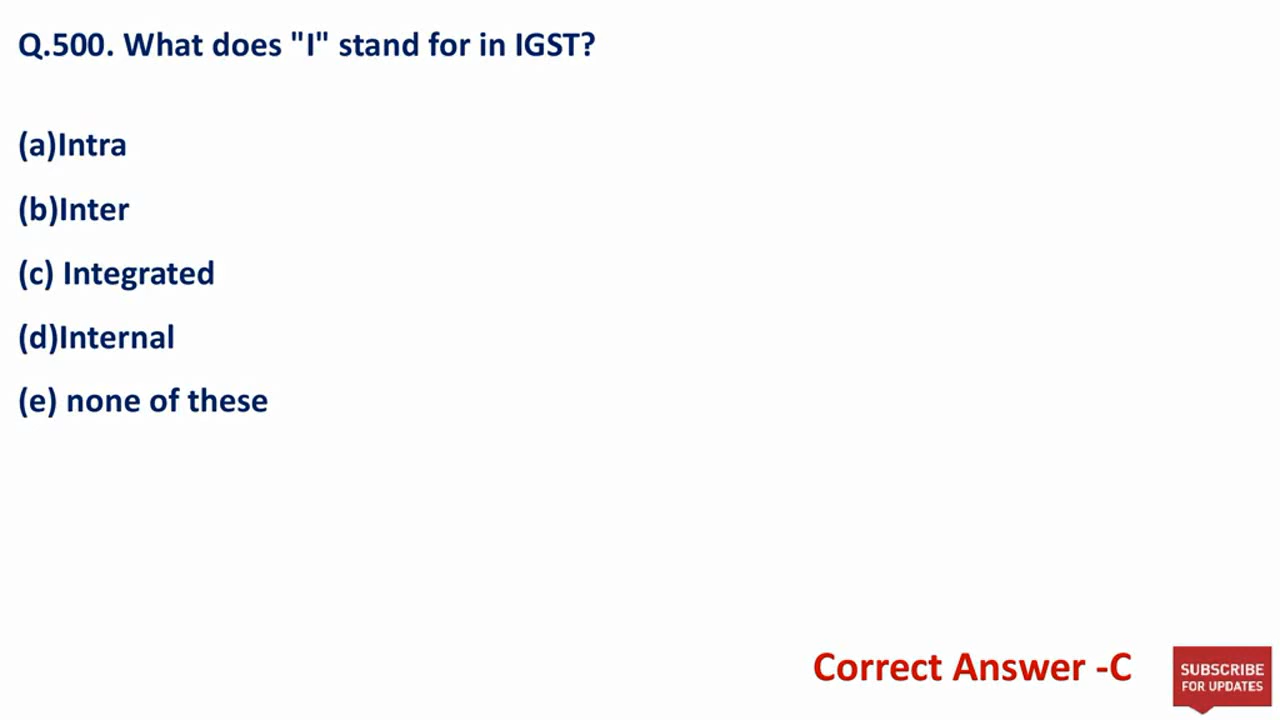 Q.500. What does "I" stand for in IGST?
(a)Intra
(b)Inter
(c) Integrated
(d)Internal
(e) none of these
Correct Answer -C
SUBSCRIBE
FOR UPDATES